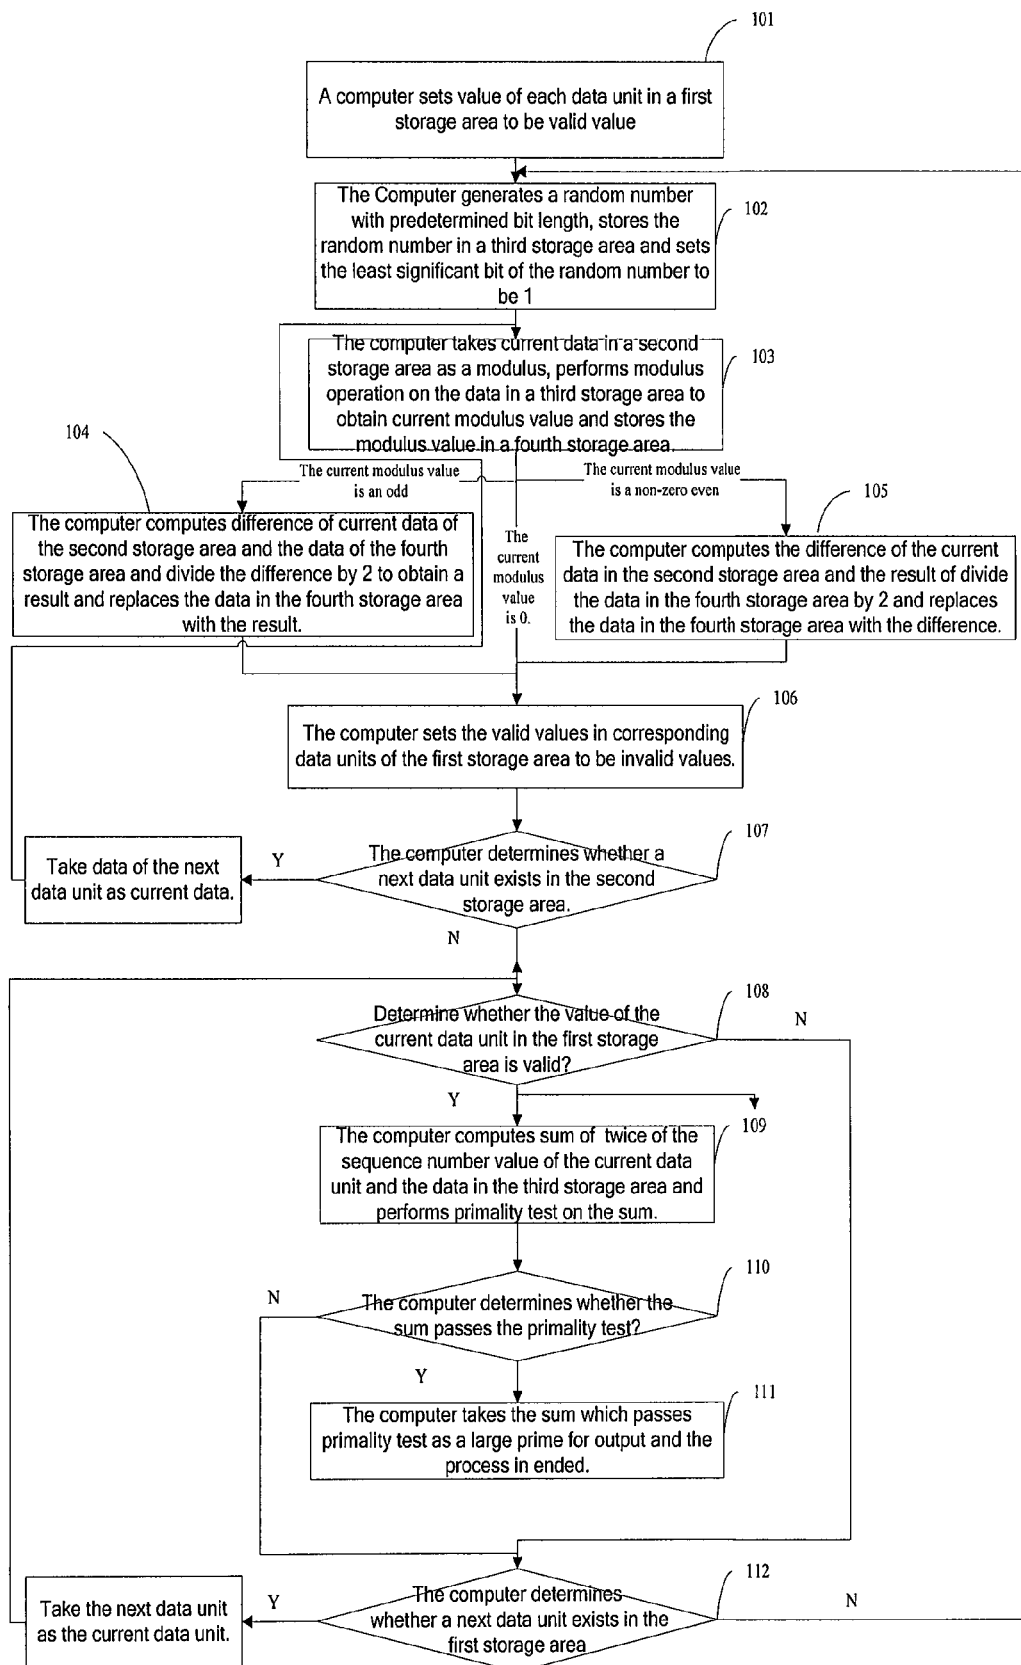 101
A computer sets value of each data unit in a first
storage area to be valid value
The Computer generates a random number
with predetermined bit length, stores the
random number in a third storage area and sets
the least significant bit of the random number to
be 1
102
The computer takes current data in a second
storage area as a modulus, performs modulus
operation on the data in a third storage area to
obtain current modulus value and stores the
modulus value in a fourth storage area.
103
104
The current modulus value
is an odd
The current modulus value
is a non-zero even
105
The computer computes difference of current data of
the second storage area and the data of the fourth
storage area and divide the difference by 2 to obtain a
result and replaces the data in the fourth storage area
with the result.
The
current
modulus
value
is 0.
The computer computes the difference of the current
data in the second storage area and the result of divide
the data in the fourth storage area by 2 and replaces
the data in the fourth storage area with the difference.
106
The computer sets the valid values in corresponding
data units of the first storage area to be invalid values.
107
Take data of the next
data unit as current data.
Y
The computer determines whether a
next data unit exists in the second
storage area.
N
108
Determine whether the value of the
current data unit in the first storage
area is valid?
N
Y
109
The computer computes sum of twice of the
sequence number value of the current data
unit and the data in the third storage area and
performs primality test on the sum.
110
N
The computer determines whether the
sum passes the primality test?
Y
111
The computer takes the sum which passes
primality test as a large prime for output and the
process in ended.
112
Take the next data unit
as the current data unit.
Y
The computer determines
whether a next data unit exists in the
first storage area
N